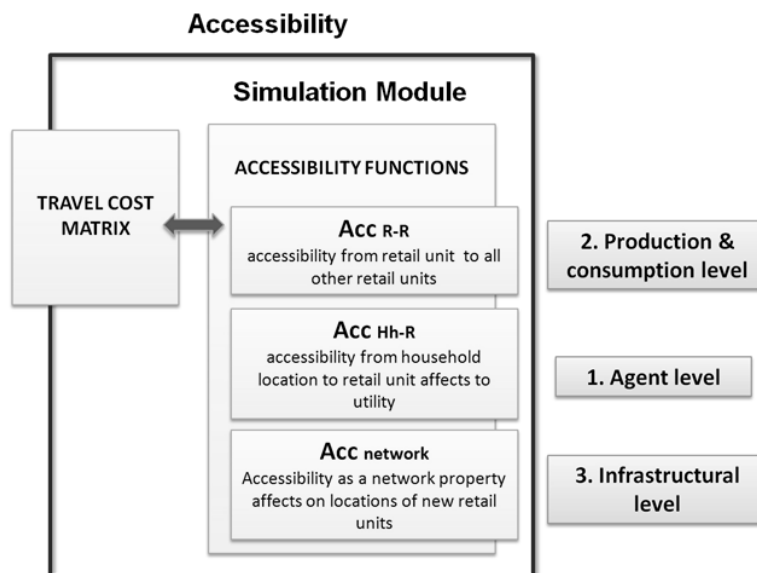 Accessibility
Simulation Module
TRAVEL COST
MATRIX
ACCESSIBILITY FUNCTIONS
Acc R-R
accessibility from retail unit to all
other retail units
2. Production &
consumption level
Acc Hh-R
accessibility from household
location to retail unit affects to
utility
1. Agent level
Acc network
Accessibility as a network property
affects on locations of new retail
units
3. Infrastructural
level